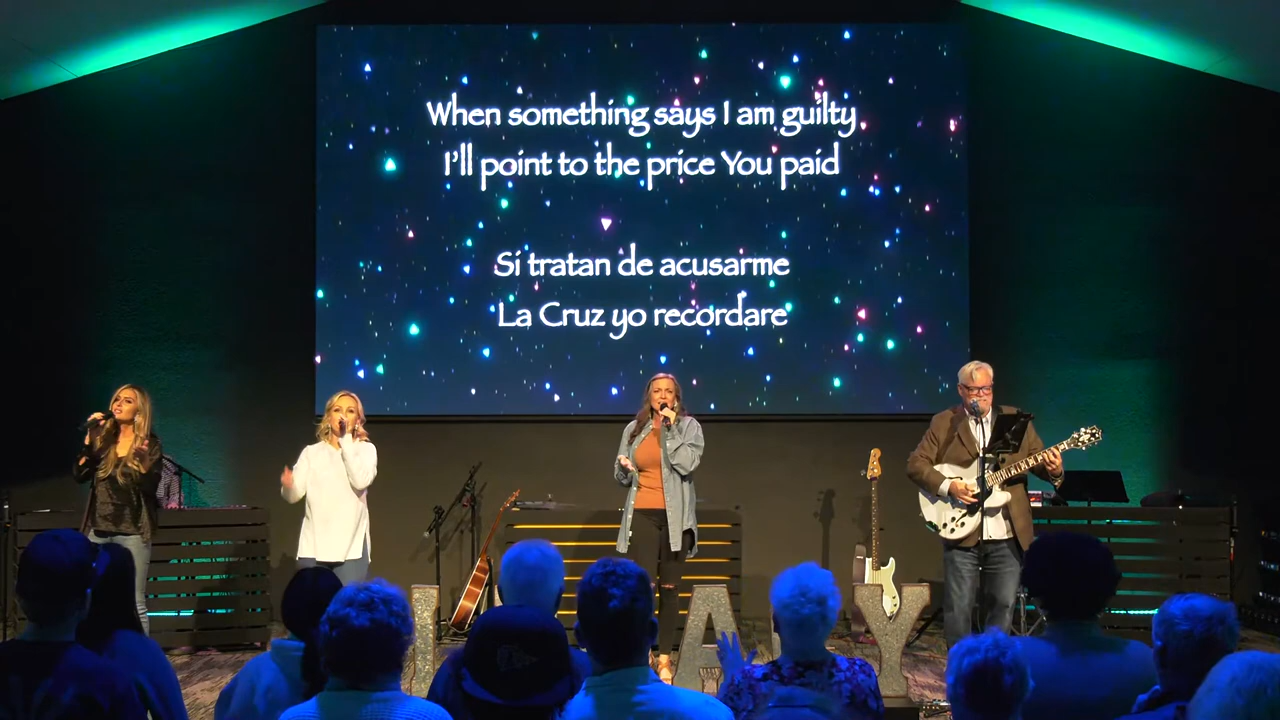 When something says I am guilty
I'll point to the price You paid
Si tratan de acusarme
La Cruz yo recordare
A Y